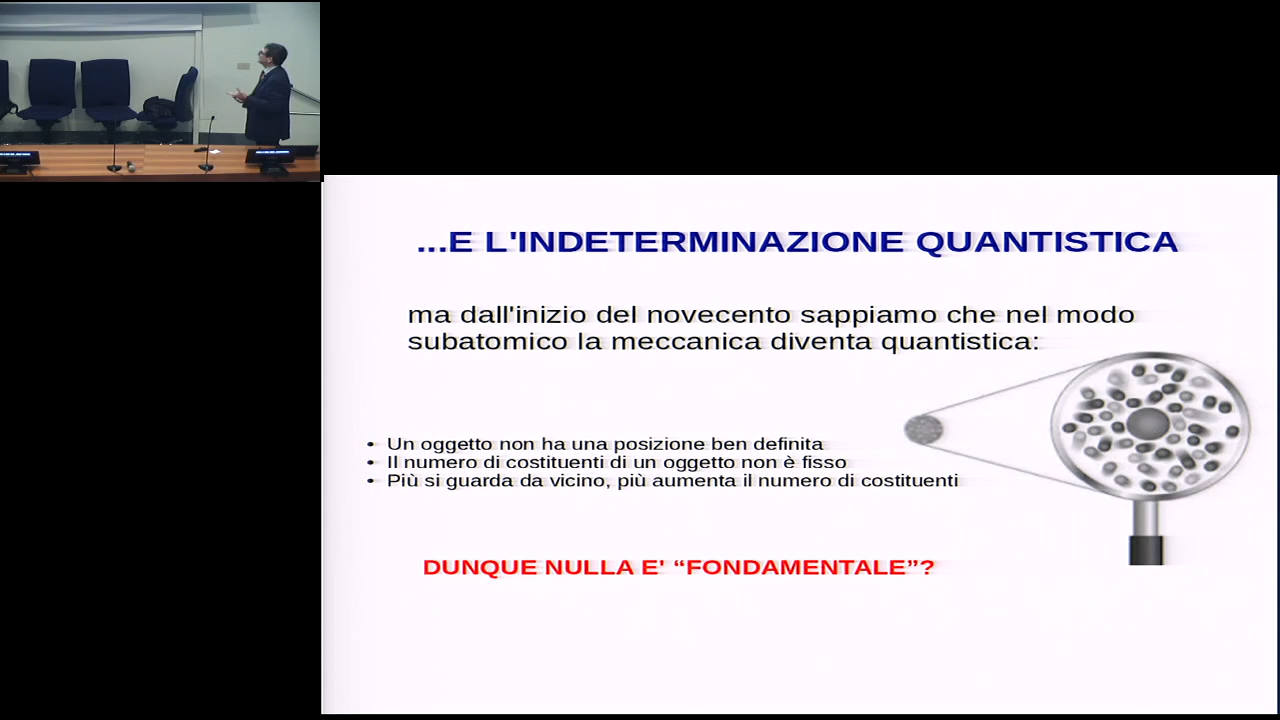 ...E L'INDETERMINAZIONE QUANTISTICA
ma dall'inizio del novecento sappiamo che nel modo
subatomico la meccanica diventa quantistica:
• Un oggetto non ha una posizione ben definita
• Il numero di costituenti di un oggetto non è fisso
• Più si guarda da vicino, più aumenta il numero di costituenti
DUNQUE NULLA E' “FONDAMENTALE”?